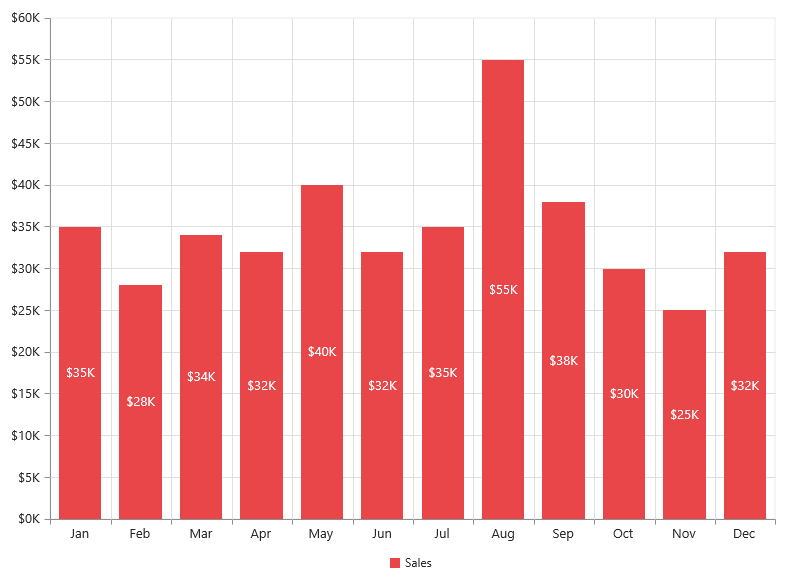 $60K
$55K
$50K
$45K
$40K
$35K
$30K
$25K
$20K
$15K
$10K
$5K
$0K
$35K
$28K
$34K
$32K
$40K
$32K
$35K
$55K
$38K
$30K
$25K
$32K
Jan Feb Mar Apr May Jun Jul Aug Sep Oct Nov Dec
Sales